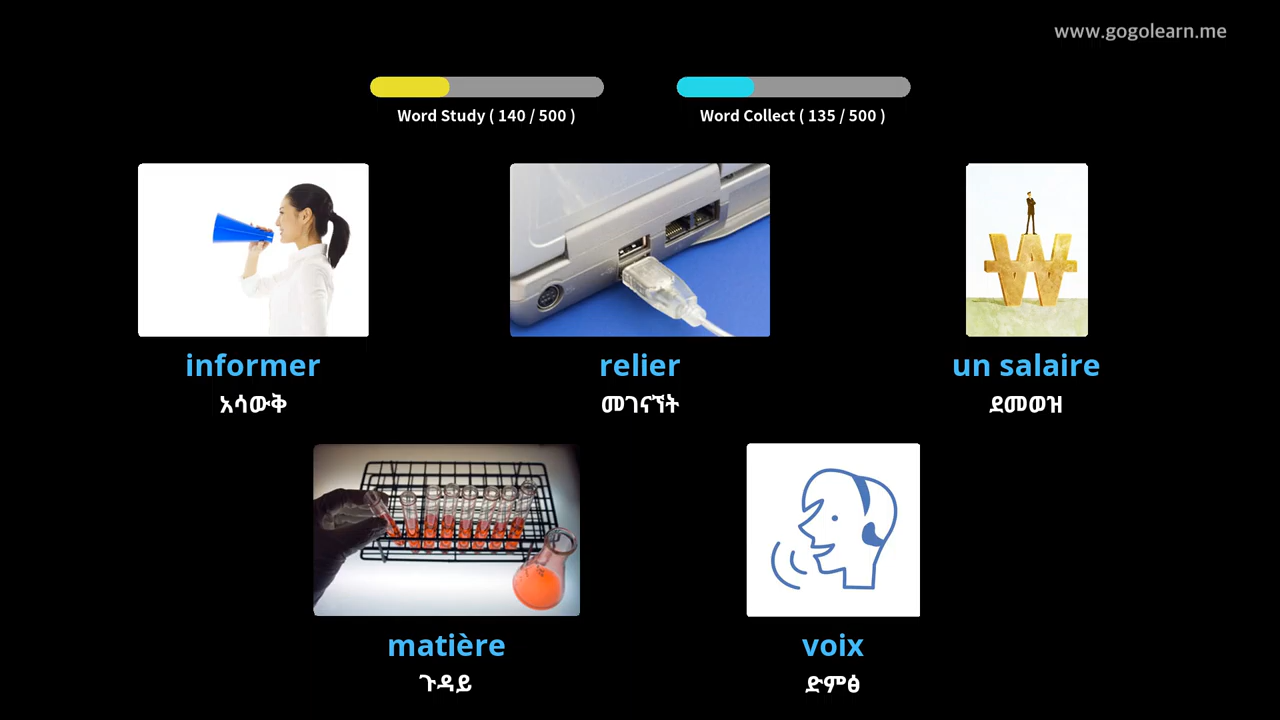 www.gogolearn.me
Word Study ( 140 / 500 )
Word Collect ( 135 / 500 )
informer
አሳውቅ
relier
መገናኘት
un salaire
ደመወዝ
matière
ጉዳይ
voix
ድምፅ